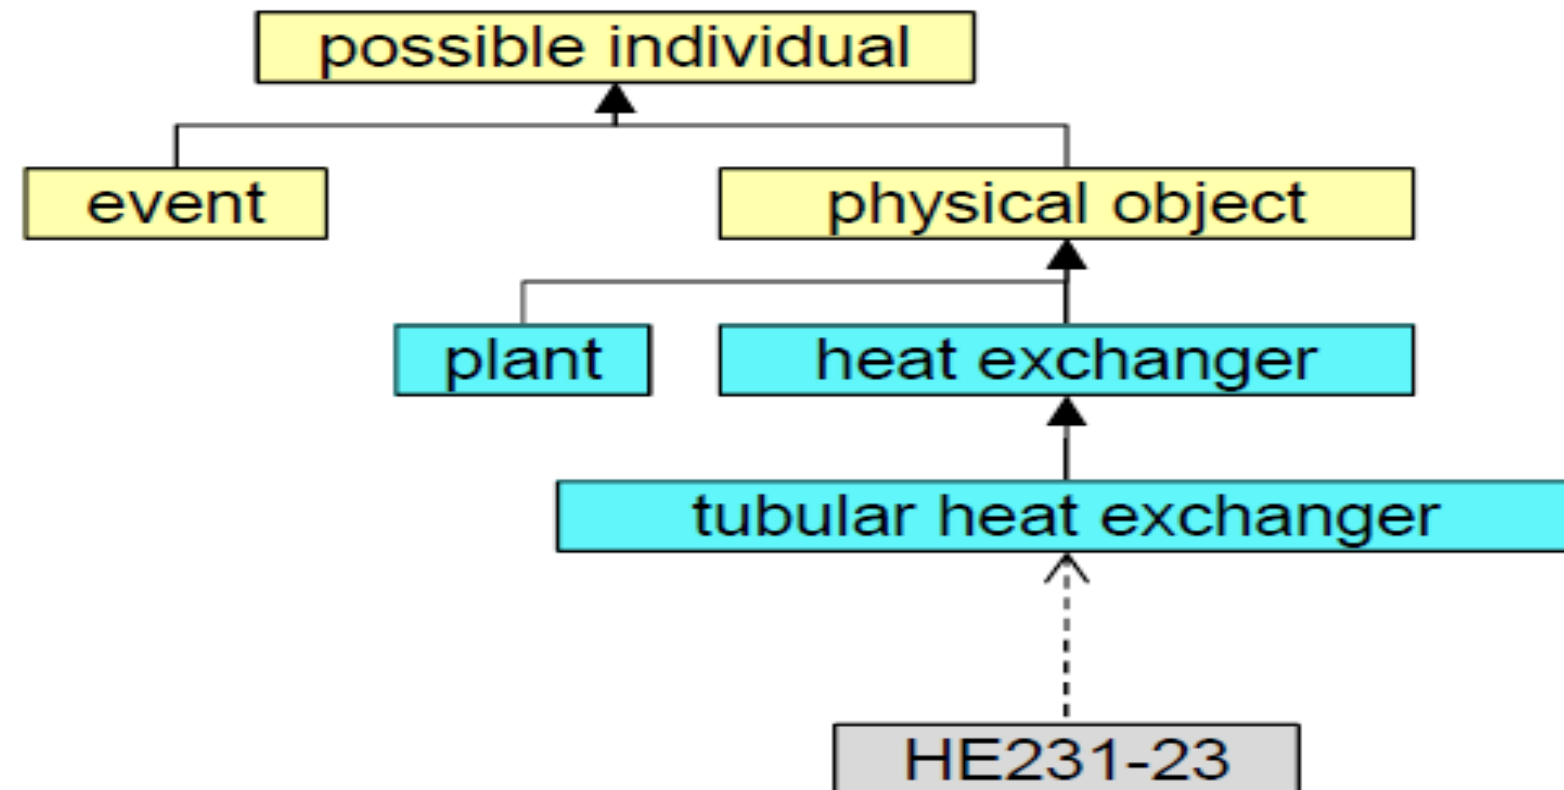 possible individual
event
physical object
plant
heat exchanger
tubular heat exchanger
HE231-23